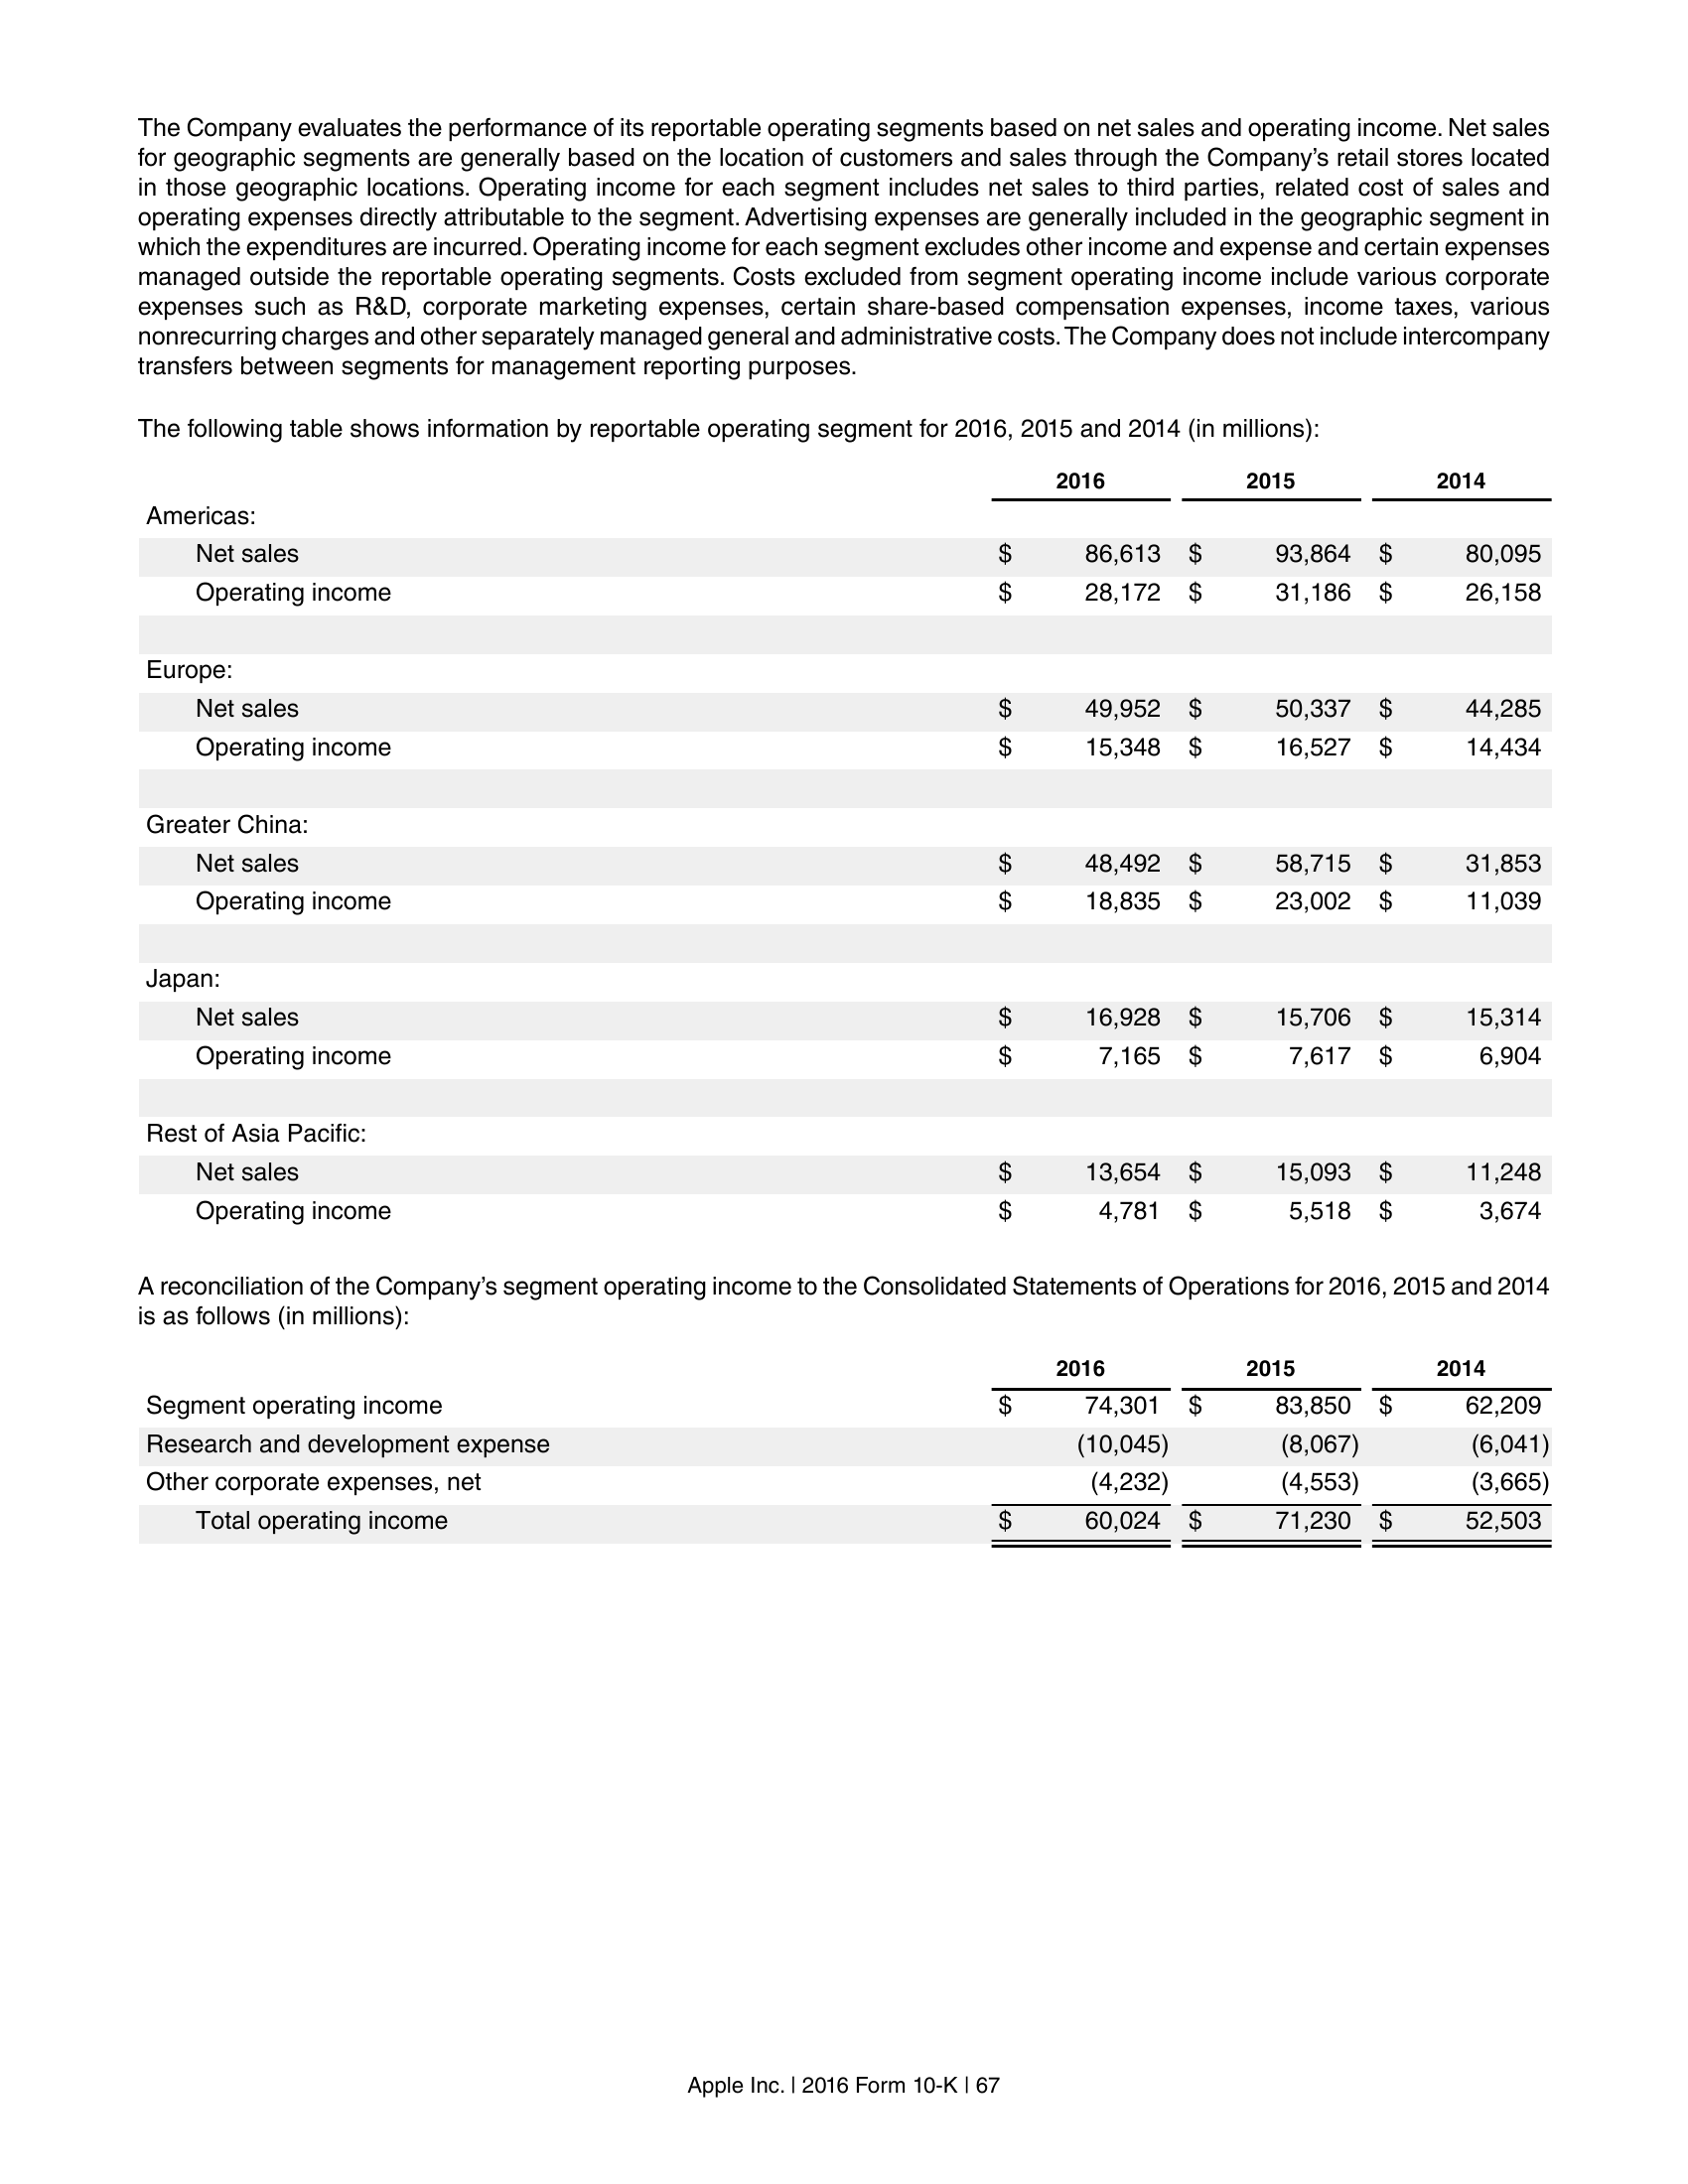 The Company evaluates the performance of its reportable operating segments based on net sales and operating income. Net sales
for geographic segments are generally based on the location of customers and sales through the Company’s retail stores located
in those geographic locations. Operating income for each segment includes net sales to third parties, related cost of sales and
operating expenses directly attributable to the segment. Advertising expenses are generally included in the geographic segment in
which the expenditures are incurred. Operating income for each segment excludes other income and expense and certain expenses
managed outside the reportable operating segments. Costs excluded from segment operating income include various corporate
expenses such as R&D, corporate marketing expenses, certain share-based compensation expenses, income taxes, various
nonrecurring charges and other separately managed general and administrative costs. The Company does not include intercompany
transfers between segments for management reporting purposes.
The following table shows information by reportable operating segment for 2016, 2015 and 2014 (in millions):
2016 2015 2014
Americas:
Net sales $ 86,613 $ 93,864 $ 80,095
Operating income $ 28,172 $ 31,186 $ 26,158
Europe:
Net sales $ 49,952 $ 50,337 $ 44,285
Operating income $ 15,348 $ 16,527 $ 14,434
Greater China:
Net sales $ 48,492 $ 58,715 $ 31,853
Operating income $ 18,835 $ 23,002 $ 11,039
Japan:
Net sales $ 16,928 $ 15,706 $ 15,314
Operating income $ 7,165 $ 7,617 $ 6,904
Rest of Asia Pacific:
Net sales $ 13,654 $ 15,093 $ 11,248
Operating income $ 4,781 $ 5,518 $ 3,674
A reconciliation of the Company’s segment operating income to the Consolidated Statements of Operations for 2016, 2015 and 2014
is as follows (in millions):
2016 2015 2014
Segment operating income $ 74,301 $ 83,850 $ 62,209
Research and development expense (10,045) (8,067) (6,041)
Other corporate expenses, net (4,232) (4,553) (3,665)
Total operating income $ 60,024 $ 71,230 $ 52,503
Apple Inc. | 2016 Form 10-K | 67